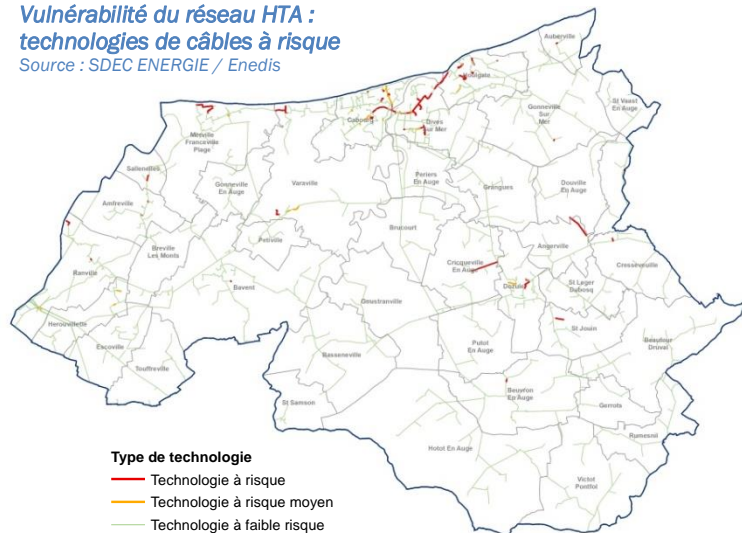 Vulnérabilité du réseau HTA :
technologies de câbles à risque
Source : SDEC ENERGIE / Enedis
Auberville
Houlgate
Gonneville
Sur
Mer
St Vaast
En Auge
Cabourg
Dives
sur Mer
Merville
Franceville
Plage
Sallenelles
Periers
En Auge
Gonneville
En Auge
Varaville
Grangues
Douville
En Auge
Amfreville
Brucourt
Breville
Les Monts
Petiville
Angerville
Cricqueville
En Auge
Cresseveuille
Ranville
Bavent
Dozulé
St Leger
Dubosq
Goustranville
Herouvillette
St Jouin
Escoville
Beaufour
Druval
Putot
En Auge
Basseneville
Touffreville
Beuvron
En Auge
St Samson
Gerrots
Rumesnil
Hotot En Auge
Victot
Pontfol
Type de technologie
Technologie à risque
Technologie à risque moyen
Technologie à faible risque